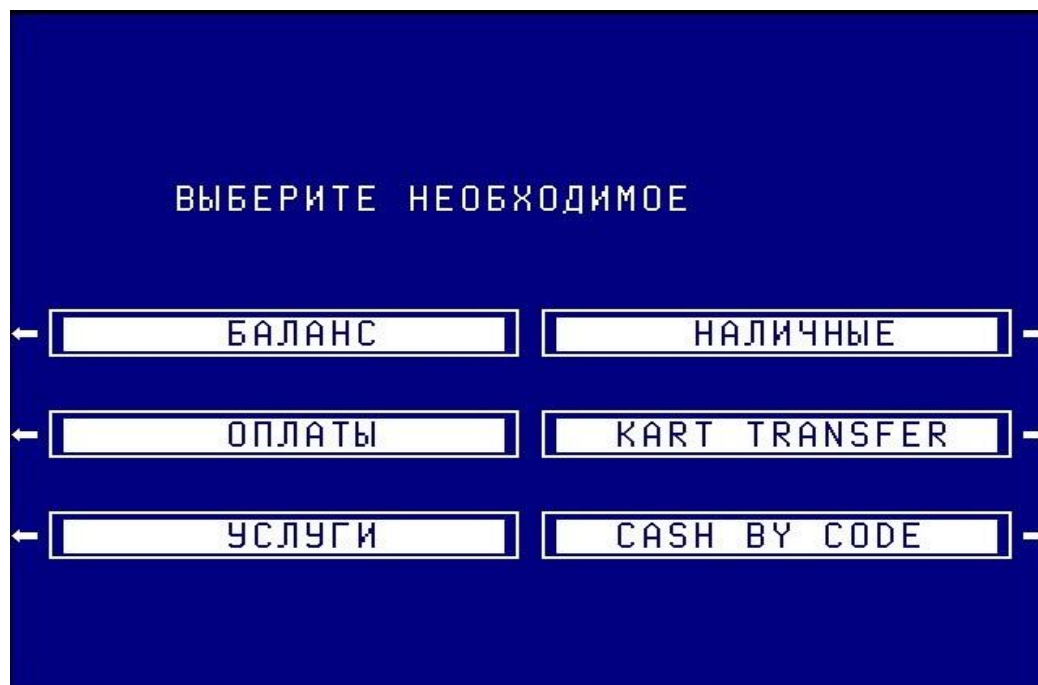 ВЫБЕРИТЕ НЕОБХОДИМОЕ
БАЛАНС
НАЛИЧНЫЕ
ОПЛАТЫ
KART TRANSFER
УСЛУГИ
CASH BY CODE